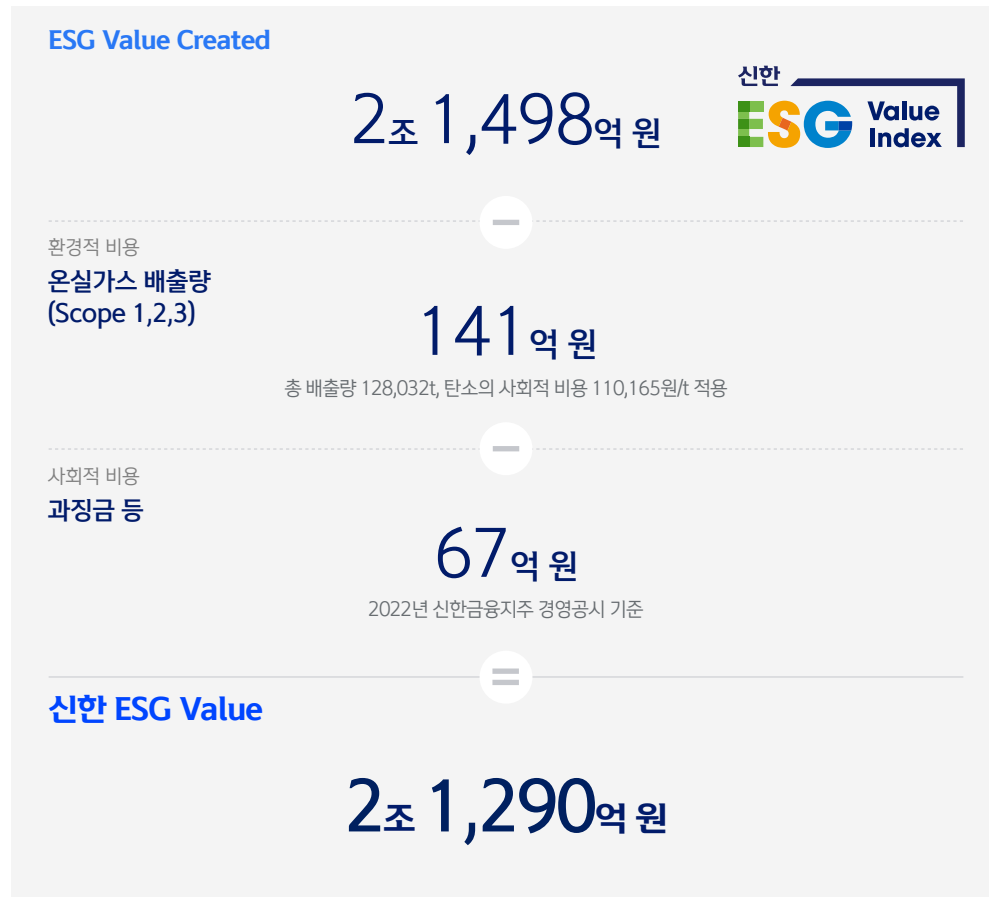 ESG Value Created
신한
ESG Value Index
2조 1,498억 원
환경적 비용
온실가스 배출량
(Scope 1,2,3)
141억 원
총 배출량 128,032t, 탄소의 사회적 비용 110,165원/t 적용
사회적 비용
과징금 등
67억 원
2022년 신한금융지주 경영공시 기준
신한 ESG Value
2조 1,290억 원